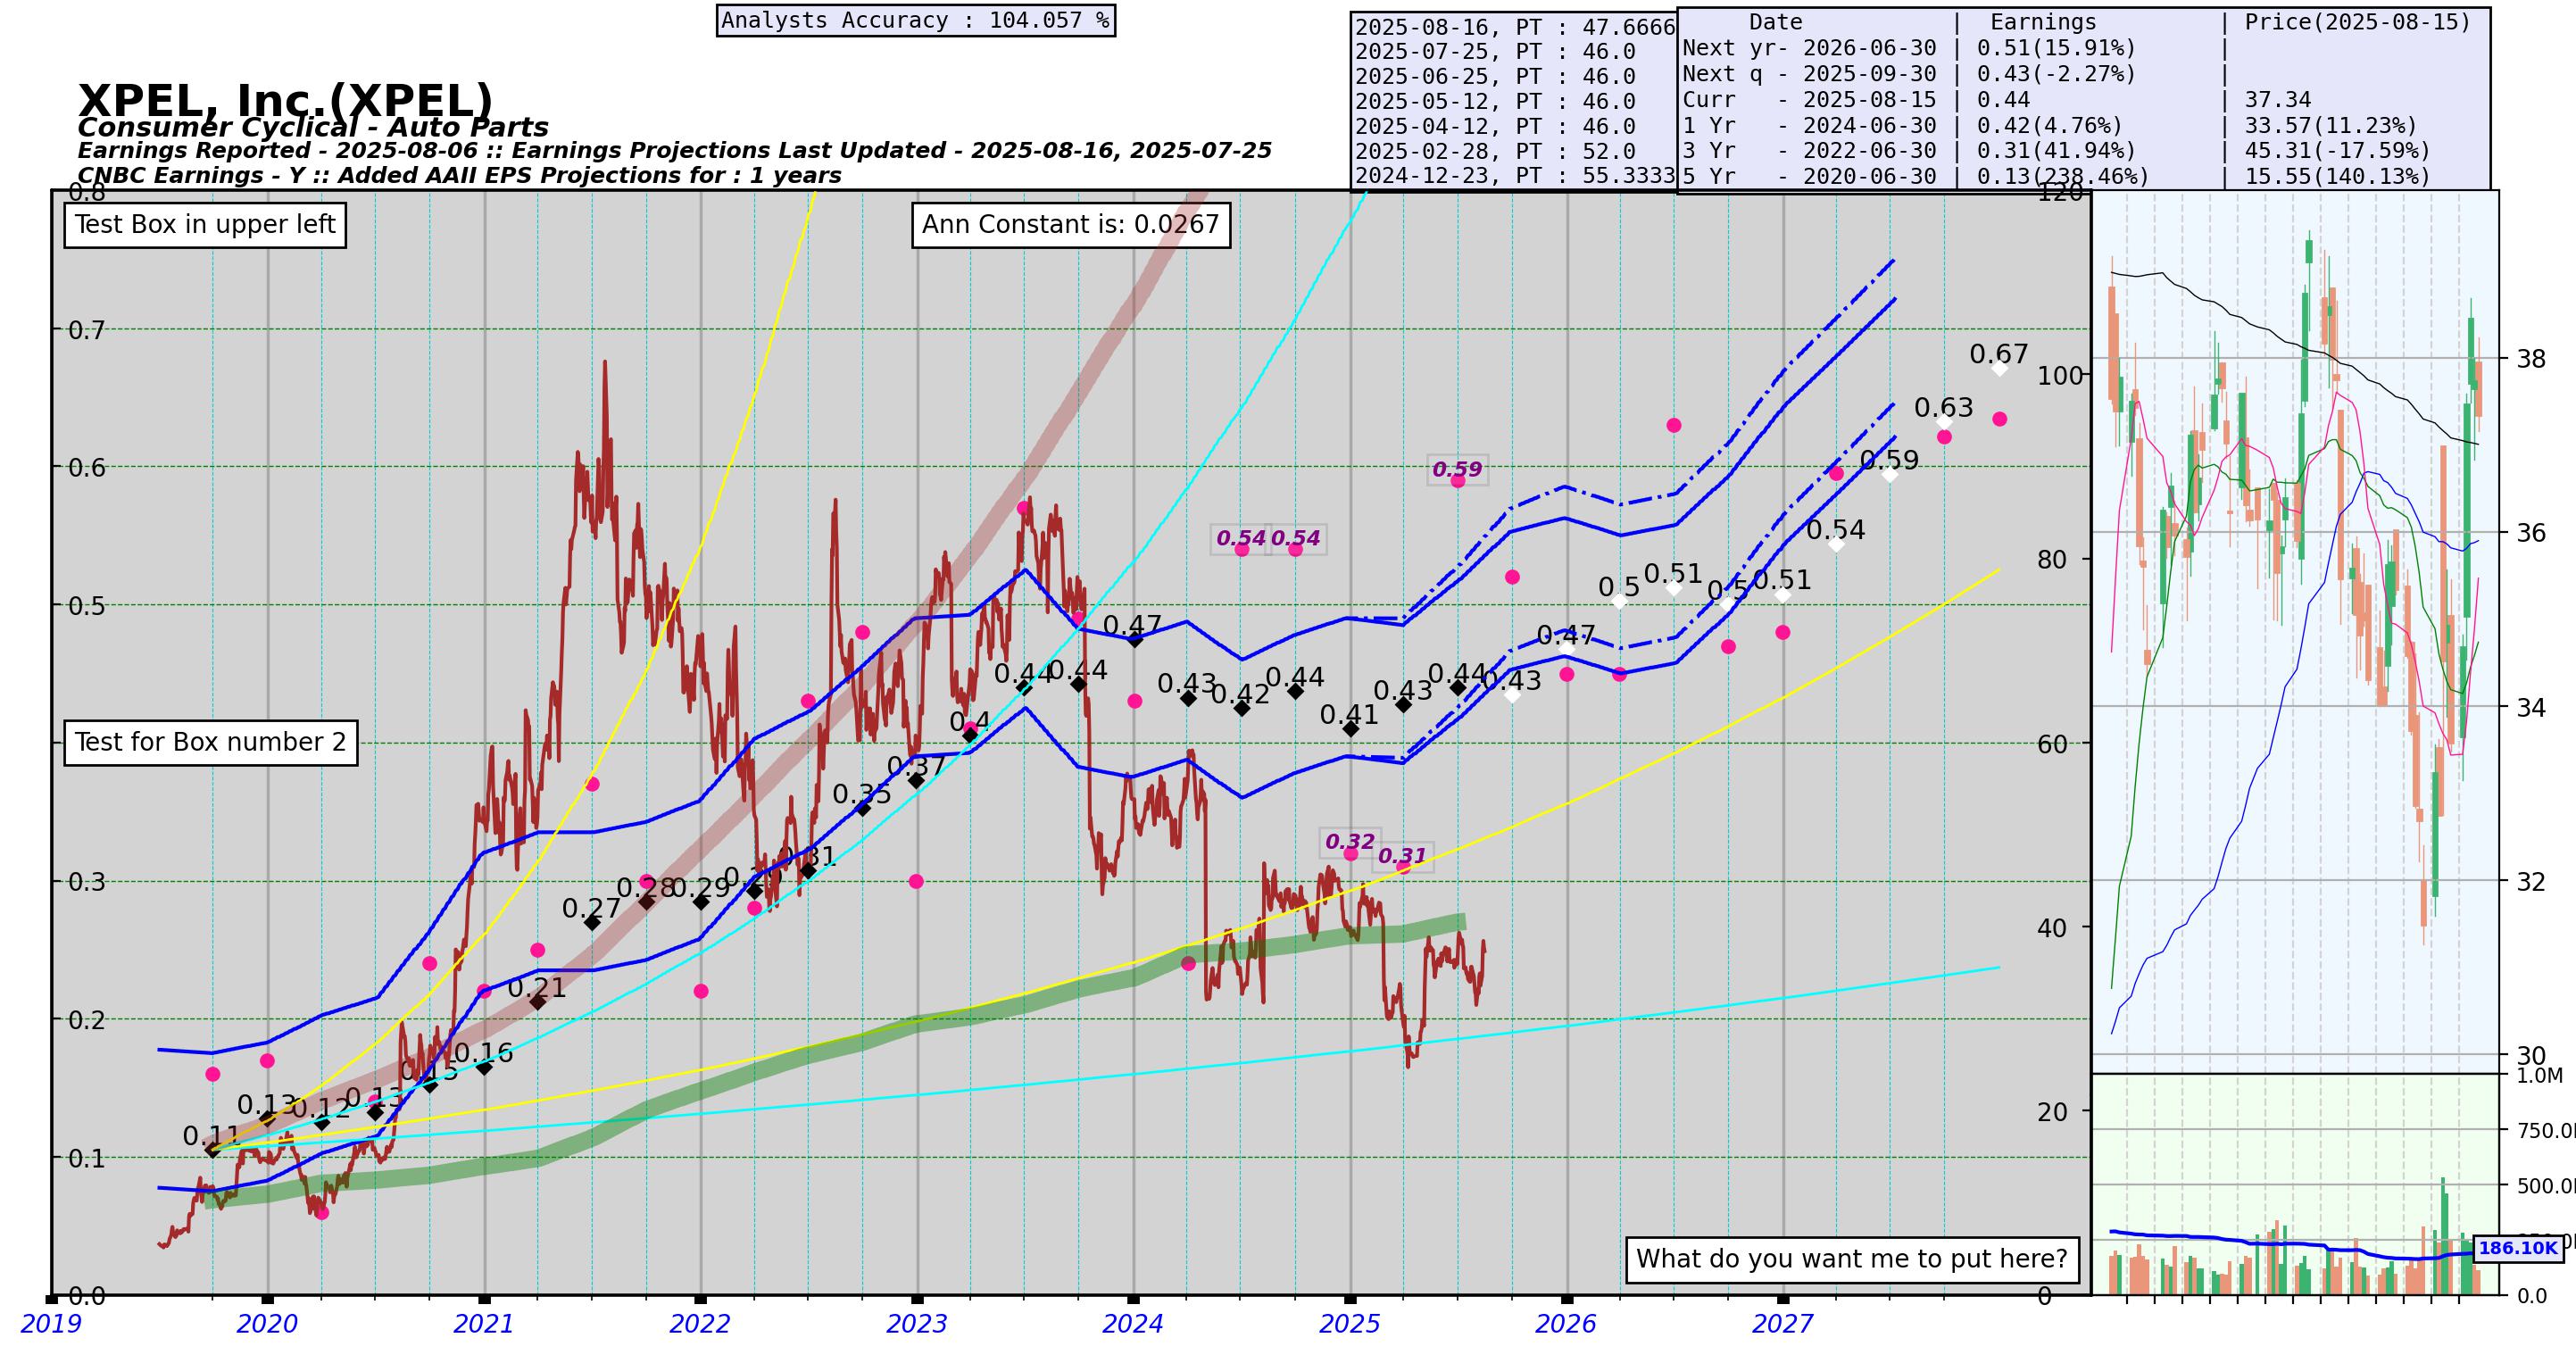 Analysts Accuracy : 104.057 %
2025-08-16, PT : 47.6666
2025-07-25, PT : 46.0
2025-06-25, PT : 46.0
2025-05-12, PT : 46.0
2025-04-12, PT : 46.0
2025-02-28, PT : 52.0
2024-12-23, PT : 55.3333
Date | Earnings | Price(2025-08-15)
Next yr- 2026-06-30 | 0.51(15.91%) |
Next q - 2025-09-30 | 0.43(-2.27%) |
Curr - 2025-08-15 | 0.44 | 37.34
1 Yr - 2024-06-30 | 0.42(4.76%) | 33.57(11.23%)
3 Yr - 2022-06-30 | 0.31(41.94%) | 45.31(-17.59%)
5 Yr - 2020-06-30 | 0.13(238.46%) | 15.55(140.13%)
XPEL, Inc.(XPEL)
Consumer Cyclical - Auto Parts
Earnings Reported - 2025-08-06 :: Earnings Projections Last Updated - 2025-08-16, 2025-07-25
CNBC Earnings - Y :: Added AAII EPS Projections for : 1 years
Test Box in upper left
Ann Constant is: 0.0267
Test for Box number 2
What do you want me to put here?
0.8
0.7
0.6
0.5
0.3
0.2
0.1
0.0
0.11
0.13
0.12
0.13
0.15
0.16
0.21
0.27
0.28
0.29
0.31
0.35
0.37
0.4
0.44
0.44
0.47
0.43
0.42
0.44
0.41
0.43
0.44
0.43
0.47
0.5
0.51
0.5
0.51
0.54
0.59
0.63
0.67
0.54
0.54
0.32
0.31
0.59
120
100
80
60
40
20
0
38
36
34
32
30
1.0M
750.0
500.0
0.0
186.10K
2019
2020
2021
2022
2023
2024
2025
2026
2027